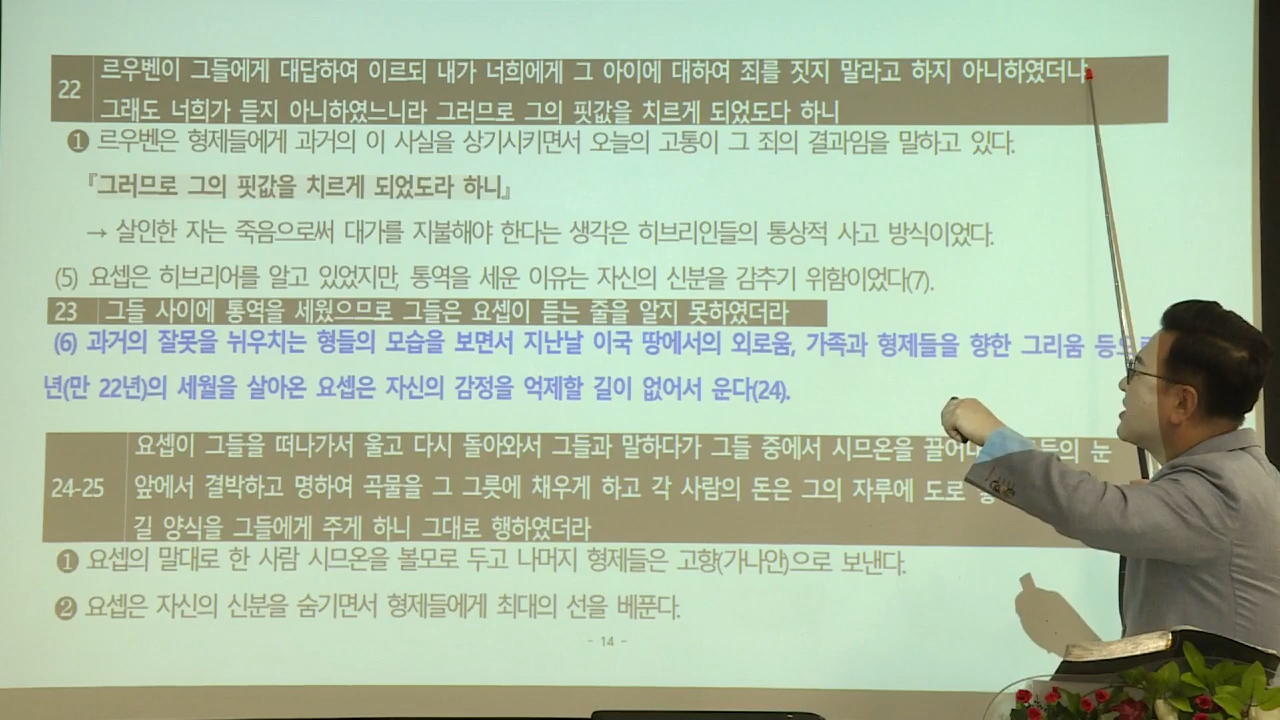 22 르우벤이 그들에게 대답하여 이르되 내가 너희에게 그 아이에 대하여 죄를 짓지 말라고 하지 아니하였더냐
그래도 너희가 듣지 아니하였느니라 그러므로 그의 핏값을 치르게 되었도다 하니
❶ 르우벤은 형제들에게 과거의 이 사실을 상기시키면서 오늘의 고통이 그 죄의 결과임을 말하고 있다.
『그러므로 그의 핏값을 치르게 되었도라 하니』
→ 살인한 자는 죽음으로써 대가를 지불해야 한다는 생각은 히브리인들의 통상적 사고 방식이었다.
(5) 요셉은 히브리어를 알고 있었지만, 통역을 세운 이유는 자신의 신분을 감추기 위함이었다(7).
23 그들 사이에 통역을 세웠으므로 그들은 요셉이 듣는 줄을 알지 못하였더라
(6) 과거의 잘못을 뉘우치는 형들의 모습을 보면서 지난날 이국 땅에서의 외로움, 가족과 형제들을 향한 그리움
년(만 22년)의 세월을 살아온 요셉은 자신의 감정을 억제할 길이 없어서 운다(24).
24-25 요셉이 그들을 떠나가서 울고 다시 돌아와서 그들과 말하다가 그들 중에서 시므온을 눈
앞에서 결박하고 명하여 곡물을 그 그릇에 채우게 하고 각 사람의 돈은 그의 자루에 도로
길 양식을 그들에게 주게 하니 그대로 행하였더라
❶ 요셉의 말대로 한 사람 시므온을 볼모로 두고 나머지 형제들은 고향(가나안)으로 보낸다.
❷ 요셉은 자신의 신분을 숨기면서 형제들에게 최대의 선을 베푼다.
- 14 -